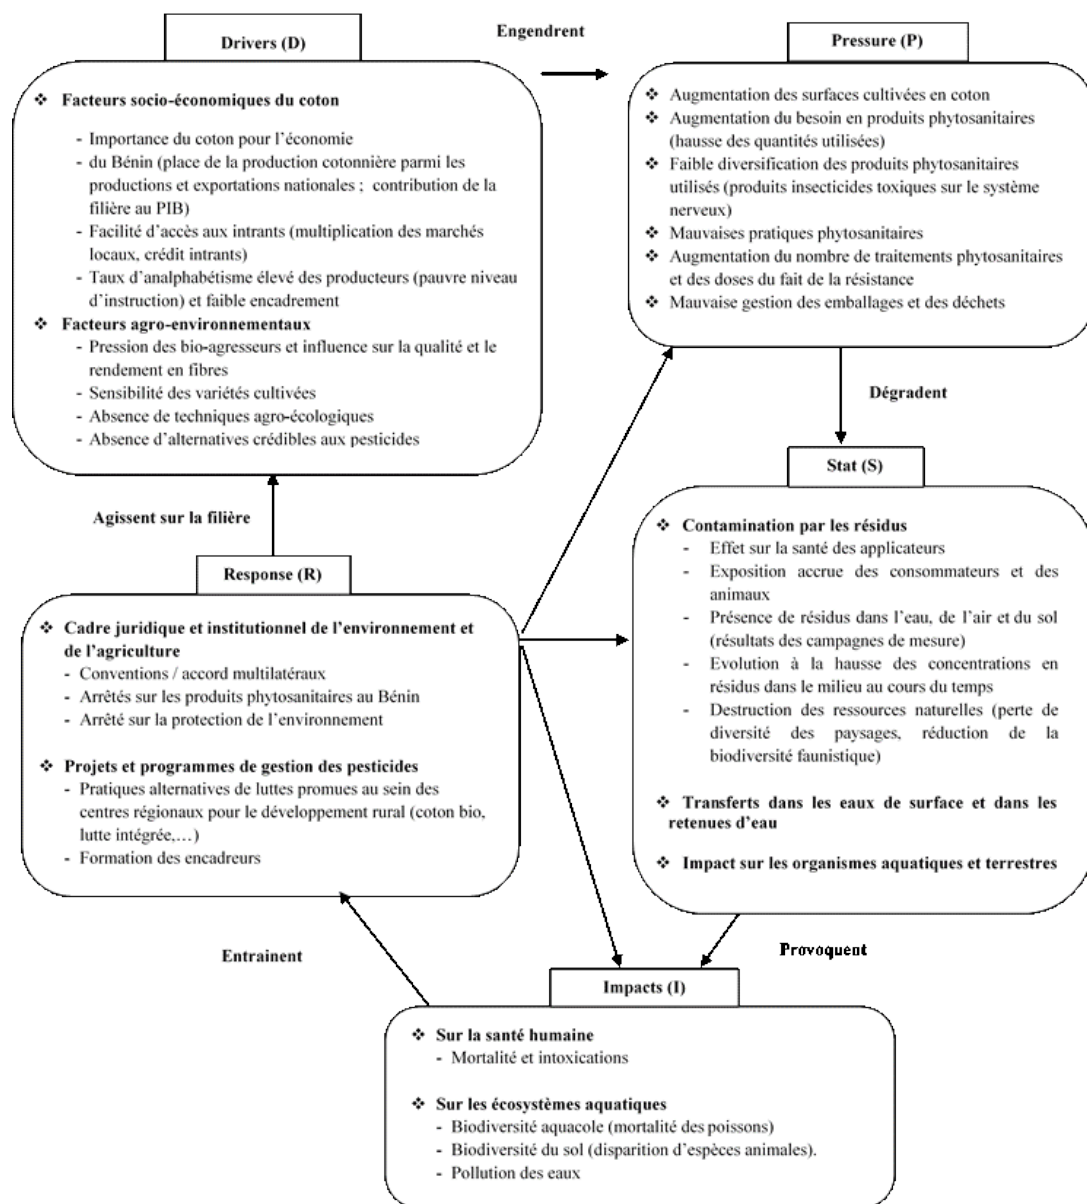 Drivers (D)
❖ Facteurs socio-économiques du coton
- Importance du coton pour l'économie
- du Bénin (place de la production cotonnière parmi les
productions et exportations nationales ; contribution de la
filière au PIB)
- Facilité d'accès aux intrants (multiplication des marchés
locaux, crédit intrants)
- Taux d'analphabétisme élevé des producteurs (pauvre niveau
d'instruction) et faible encadrement
❖ Facteurs agro-environnementaux
- Pression des bio-agresseurs et influence sur la qualité et le
rendement en fibres
- Sensibilité des variétés cultivées
- Absence de techniques agro-écologiques
- Absence d'alternatives crédibles aux pesticides
Engendrent
Pressure (P)
❖ Augmentation des surfaces cultivées en coton
❖ Augmentation du besoin en produits phytosanitaires
(hausse des quantités utilisées)
❖ Faible diversification des produits phytosanitaires
utilisés (produits insecticides toxiques sur le système
nerveux)
❖ Mauvaises pratiques phytosanitaires
❖ Augmentation du nombre de traitements phytosanitaires
et des doses du fait de la résistance
❖ Mauvaise gestion des emballages et des déchets
Dégradent
Stat (S)
❖ Contamination par les résidus
- Effet sur la santé des applicateurs
- Exposition accrue des consommateurs et des
animaux
- Présence de résidus dans l'eau, de l'air et du sol
(résultats des campagnes de mesure)
- Evolution à la hausse des concentrations en
résidus dans le milieu au cours du temps
- Destruction des ressources naturelles (perte de
diversité des paysages, réduction de la
biodiversité faunistique)
❖ Transferts dans les eaux de surface et dans les
retenues d'eau
❖ Impact sur les organismes aquatiques et terrestres
Agissent sur la filière
Response (R)
❖ Cadre juridique et institutionnel de l'environnement et
de l'agriculture
- Conventions / accord multilatéraux
- Arrêtés sur les produits phytosanitaires au Bénin
- Arrêté sur la protection de l'environnement
❖ Projets et programmes de gestion des pesticides
- Pratiques alternatives de luttes promues au sein des
centres régionaux pour le développement rural (coton bio,
lutte intégrée,…)
- Formation des encadreurs
Entrainent
Provoquent
Impacts (I)
❖ Sur la santé humaine
- Mortalité et intoxications
❖ Sur les écosystèmes aquatiques
- Biodiversité aquacole (mortalité des poissons)
- Biodiversité du sol (disparition d'espèces animales).
- Pollution des eaux